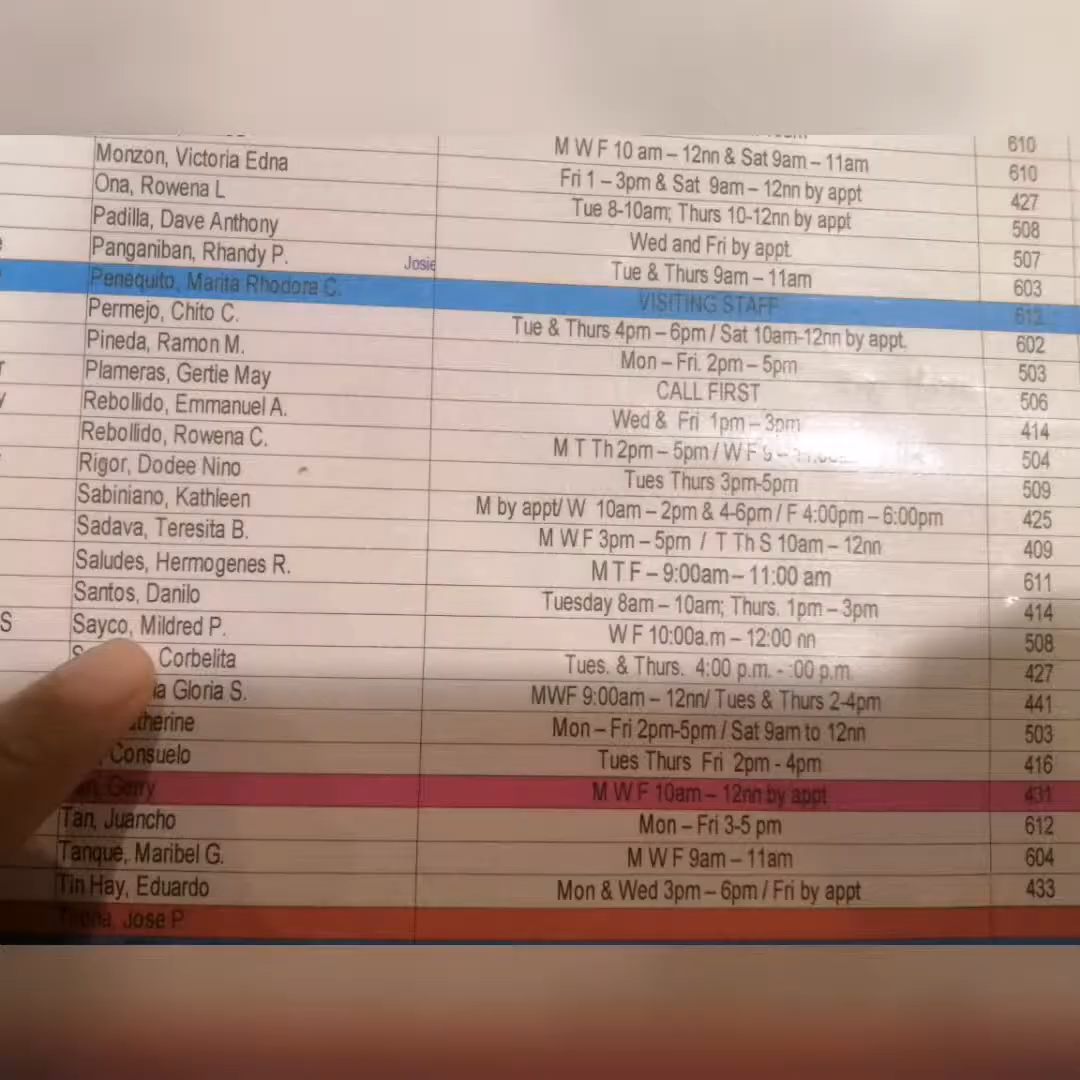 610
M W F 10 am – 12nn & Sat 9am – 11am 610
Monzon, Victoria Edna Fri 1 – 3pm & Sat 9am – 12nn by appt 427
Ona, Rowena L Tue 8-10am; Thurs 10-12nn by appt 508
Padilla, Dave Anthony Wed and Fri by appt 507
Panganiban, Rhandy P. Josie Tue & Thurs 9am – 11am 603
Penequito, Marita Rhodora C. VISITING STAFF 612
Permejo, Chito C. Tue & Thurs 4pm – 6pm / Sat 10am-12nn by appt. 602
Pineda, Ramon M. Mon – Fri. 2pm – 5pm 503
Plameras, Gertie May CALL FIRST 506
Rebollido, Emmanuel A. Wed & Fri 1pm – 3pm 414
Rebollido, Rowena C. M T Th 2pm – 5pm / W F 9 – 504
Rigor, Dodee Nino Tues Thurs 3pm-5pm 509
Sabiniano, Kathleen M by appt/ W 10am – 2pm & 4-6pm / F 4:00pm – 6:00pm 425
Sadava, Teresita B. M W F 3pm – 5pm / T Th S 10am – 12nn 409
Saludes, Hermogenes R. M T F – 9:00am – 11:00 am 611
Santos, Danilo Tuesday 8am – 10am; Thurs. 1pm – 3pm 414
S Sayco, Mildred P. W F 10:00a.m – 12:00 nn 508
Corbelita Tues. & Thurs. 4:00 p.m. - :00 p.m. 427
Gloria S. MWF 9:00am – 12nn/ Tues & Thurs 2-4pm 441
Mon – Fri 2pm-5pm / Sat 9am to 12nn 503
Consuelo Tues Thurs Fri 2pm - 4pm 416
Gerry M W F 10am – 12nn by appt 431
Tan, Juancho Mon – Fri 3-5 pm 612
Tanque, Maribel G. M W F 9am – 11am 604
Tin Hay, Eduardo Mon & Wed 3pm – 6pm / Fri by appt 433
Jose P